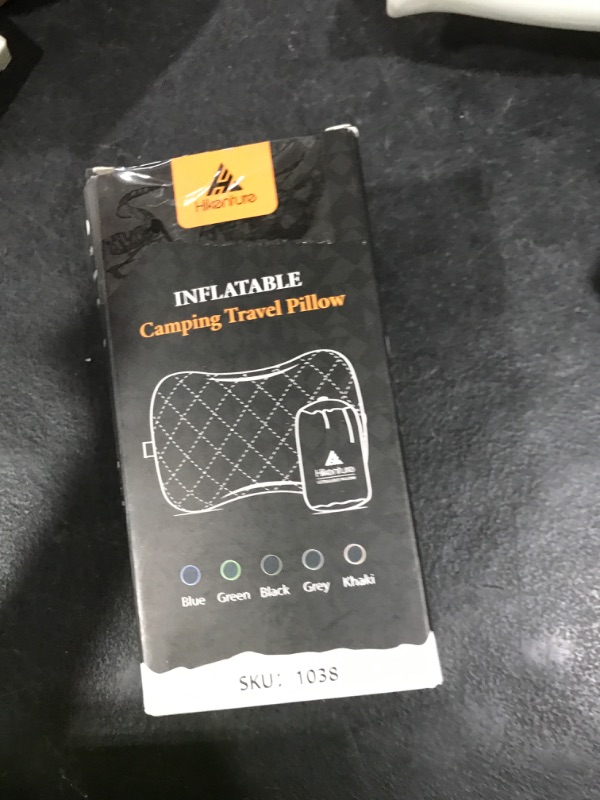 Hikenture
INFLATABLE
Camping Travel Pillow
Hikenture
Blue Green Black Grey Khaki
SKU: 1038